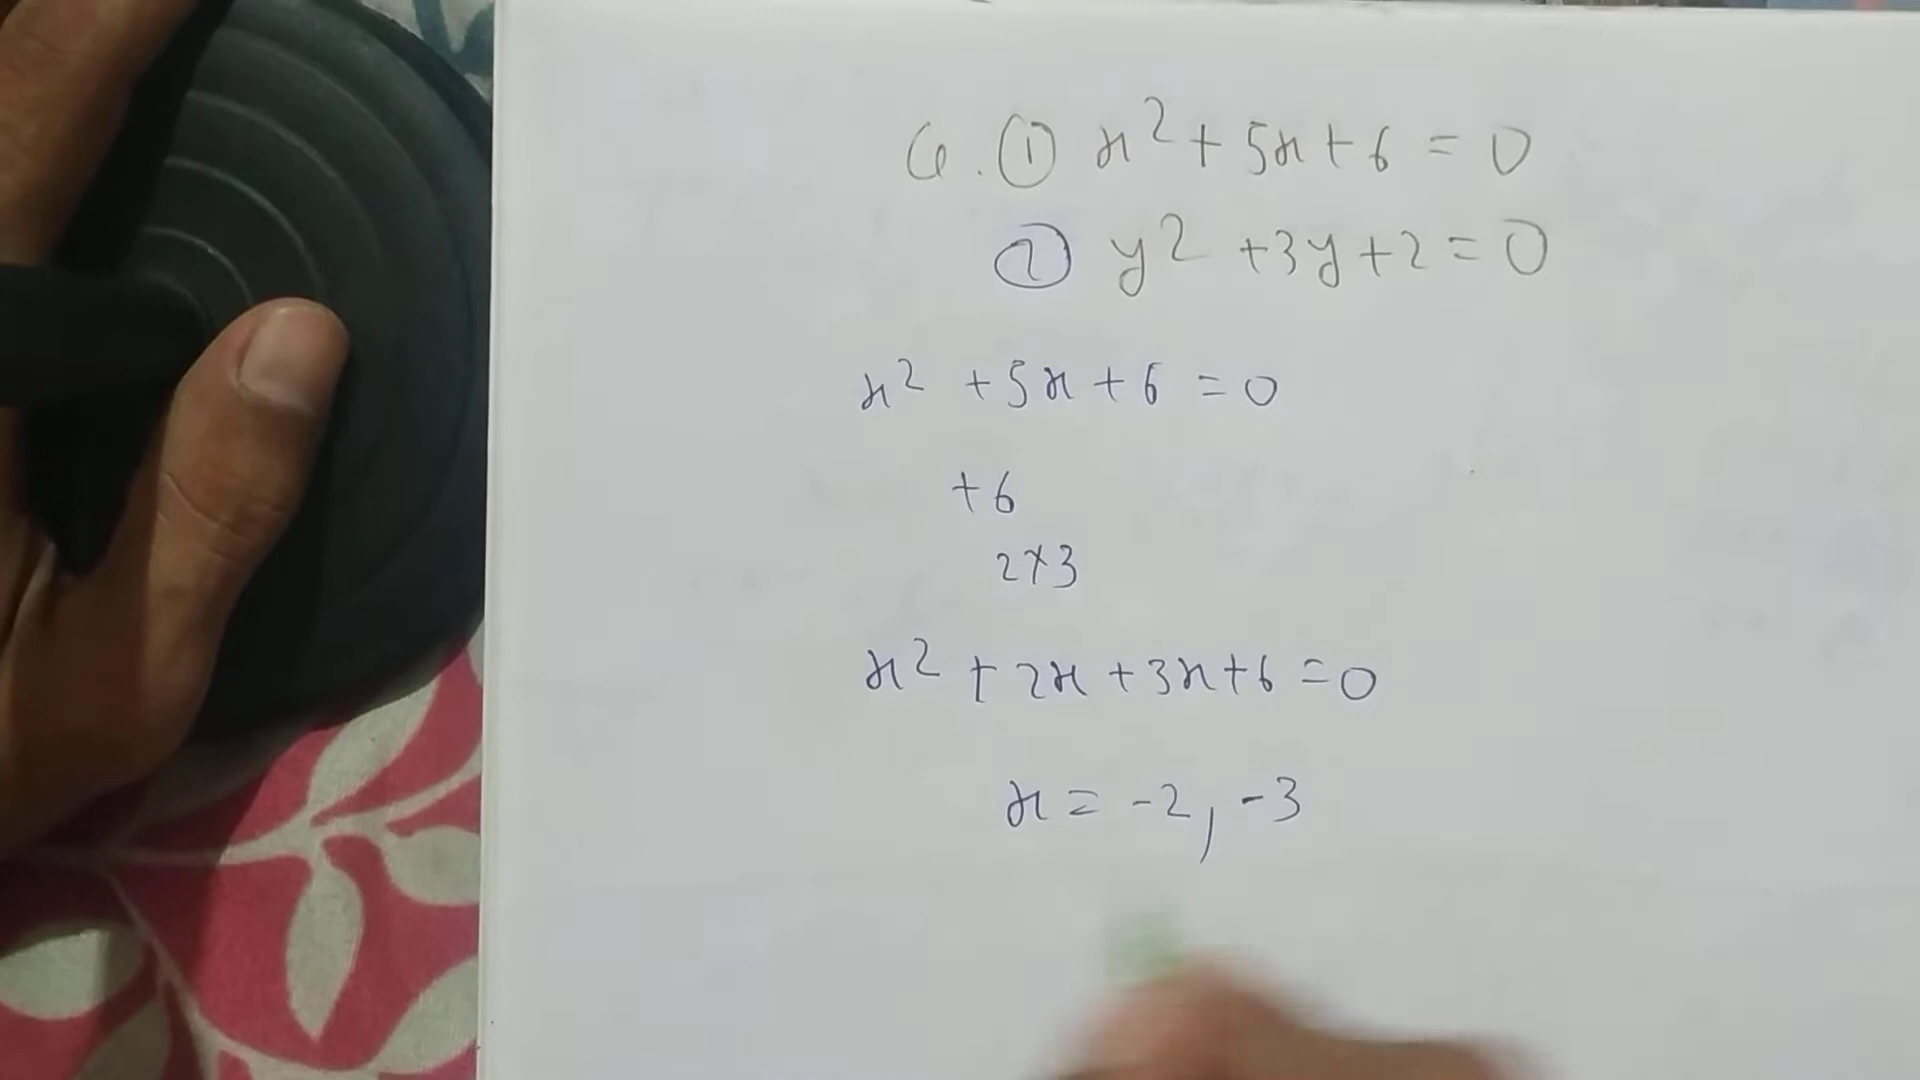 Q. ① x² + 5x + 6 = 0
② y² + 3y + 2 = 0
x² + 5x + 6 = 0
+ 6
2×3
x² + 2x + 3x + 6 = 0
x = -2, -3